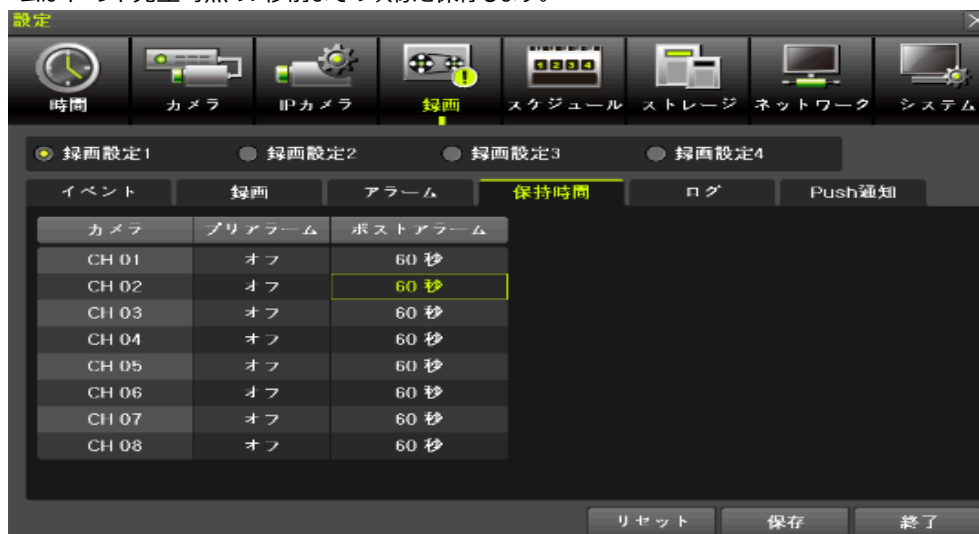 設定
時間 カメラ IPカメラ 録画 スケジュール ストレージ ネットワーク システム
録画設定1 録画設定2 録画設定3 録画設定4
イベント 録画 アラーム 保持時間 ログ Push通知
カメラ プリアラーム ポストアラーム
CH 01 オフ 60 秒
CH 02 オフ 60 秒
CH 03 オフ 60 秒
CH 04 オフ 60 秒
CH 05 オフ 60 秒
CH 06 オフ 60 秒
CH 07 オフ 60 秒
CH 08 オフ 60 秒
リセット 保存 終了